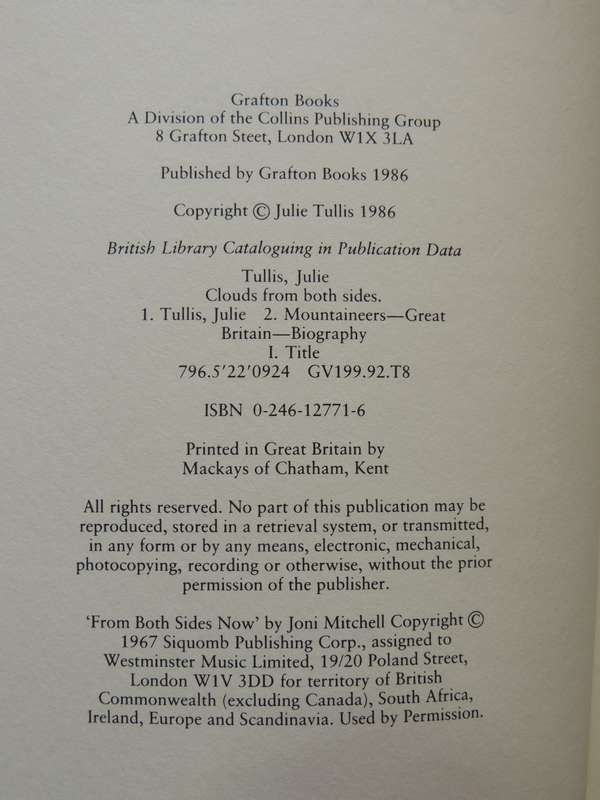 Grafton Books
A Division of the Collins Publishing Group
8 Grafton Steet, London W1X 3LA
Published by Grafton Books 1986
Copyright © Julie Tullis 1986
British Library Cataloguing in Publication Data
Tullis, Julie
Clouds from both sides.
1. Tullis, Julie 2. Mountaineers—Great
Britain—Biography
I. Title
796.5'22'0924 GV199.92.T8
ISBN 0-246-12771-6
Printed in Great Britain by
Mackays of Chatham, Kent
All rights reserved. No part of this publication may be
reproduced, stored in a retrieval system, or transmitted,
in any form or by any means, electronic, mechanical,
photocopying, recording or otherwise, without the prior
permission of the publisher.
‘From Both Sides Now’ by Joni Mitchell Copyright ©
1967 Siquomb Publishing Corp., assigned to
Westminster Music Limited, 19/20 Poland Street,
London W1V 3DD for territory of British
Commonwealth (excluding Canada), South Africa,
Ireland, Europe and Scandinavia. Used by Permission.